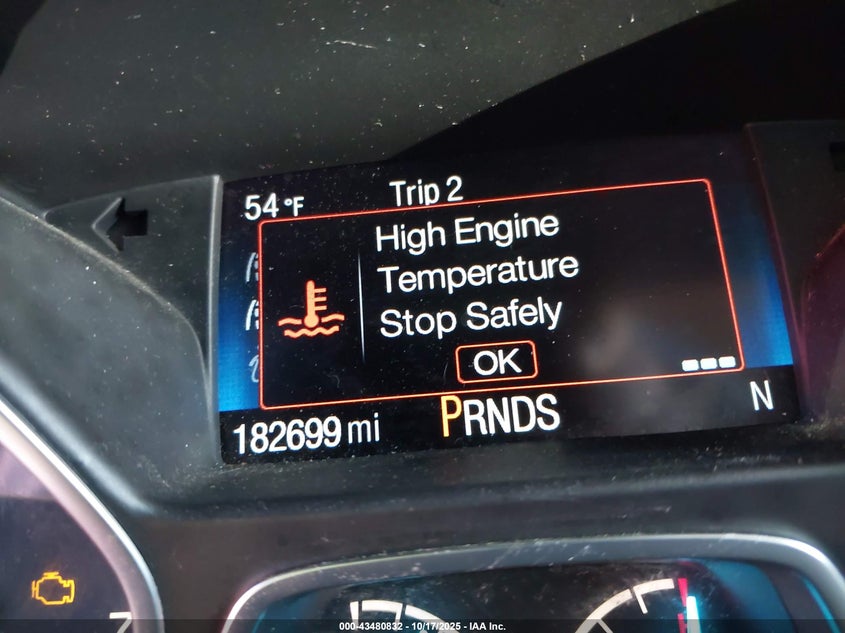 54°F Trip 2
High Engine
Temperature
Stop Safely
OK
182699 mi PRNDS N
7
000-43480832 - 10/17/2025 - IAA Inc.